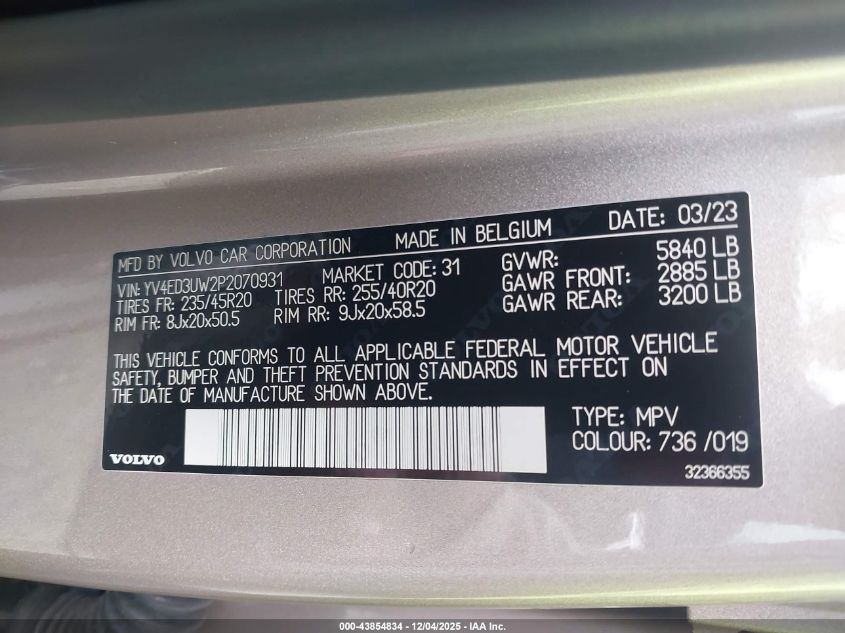 MFD BY VOLVO CAR CORPORATION MADE IN BELGIUM DATE: 03/23
VIN: YV4ED3UW2P2070931 MARKET CODE: 31 GVWR: 5840 LB
TIRES FR: 235/45R20 TIRES RR: 255/40R20 GAWR FRONT: 2885 LB
RIM FR: 8Jx20x50.5 RIM RR: 9Jx20x58.5 GAWR REAR: 3200 LB
THIS VEHICLE CONFORMS TO ALL APPLICABLE FEDERAL MOTOR VEHICLE
SAFETY, BUMPER AND THEFT PREVENTION STANDARDS IN EFFECT ON
THE DATE OF MANUFACTURE SHOWN ABOVE.
TYPE: MPV
COLOUR: 736 /019
VOLVO
32366355
000-43854834 - 12/04/2025 - IAA Inc.